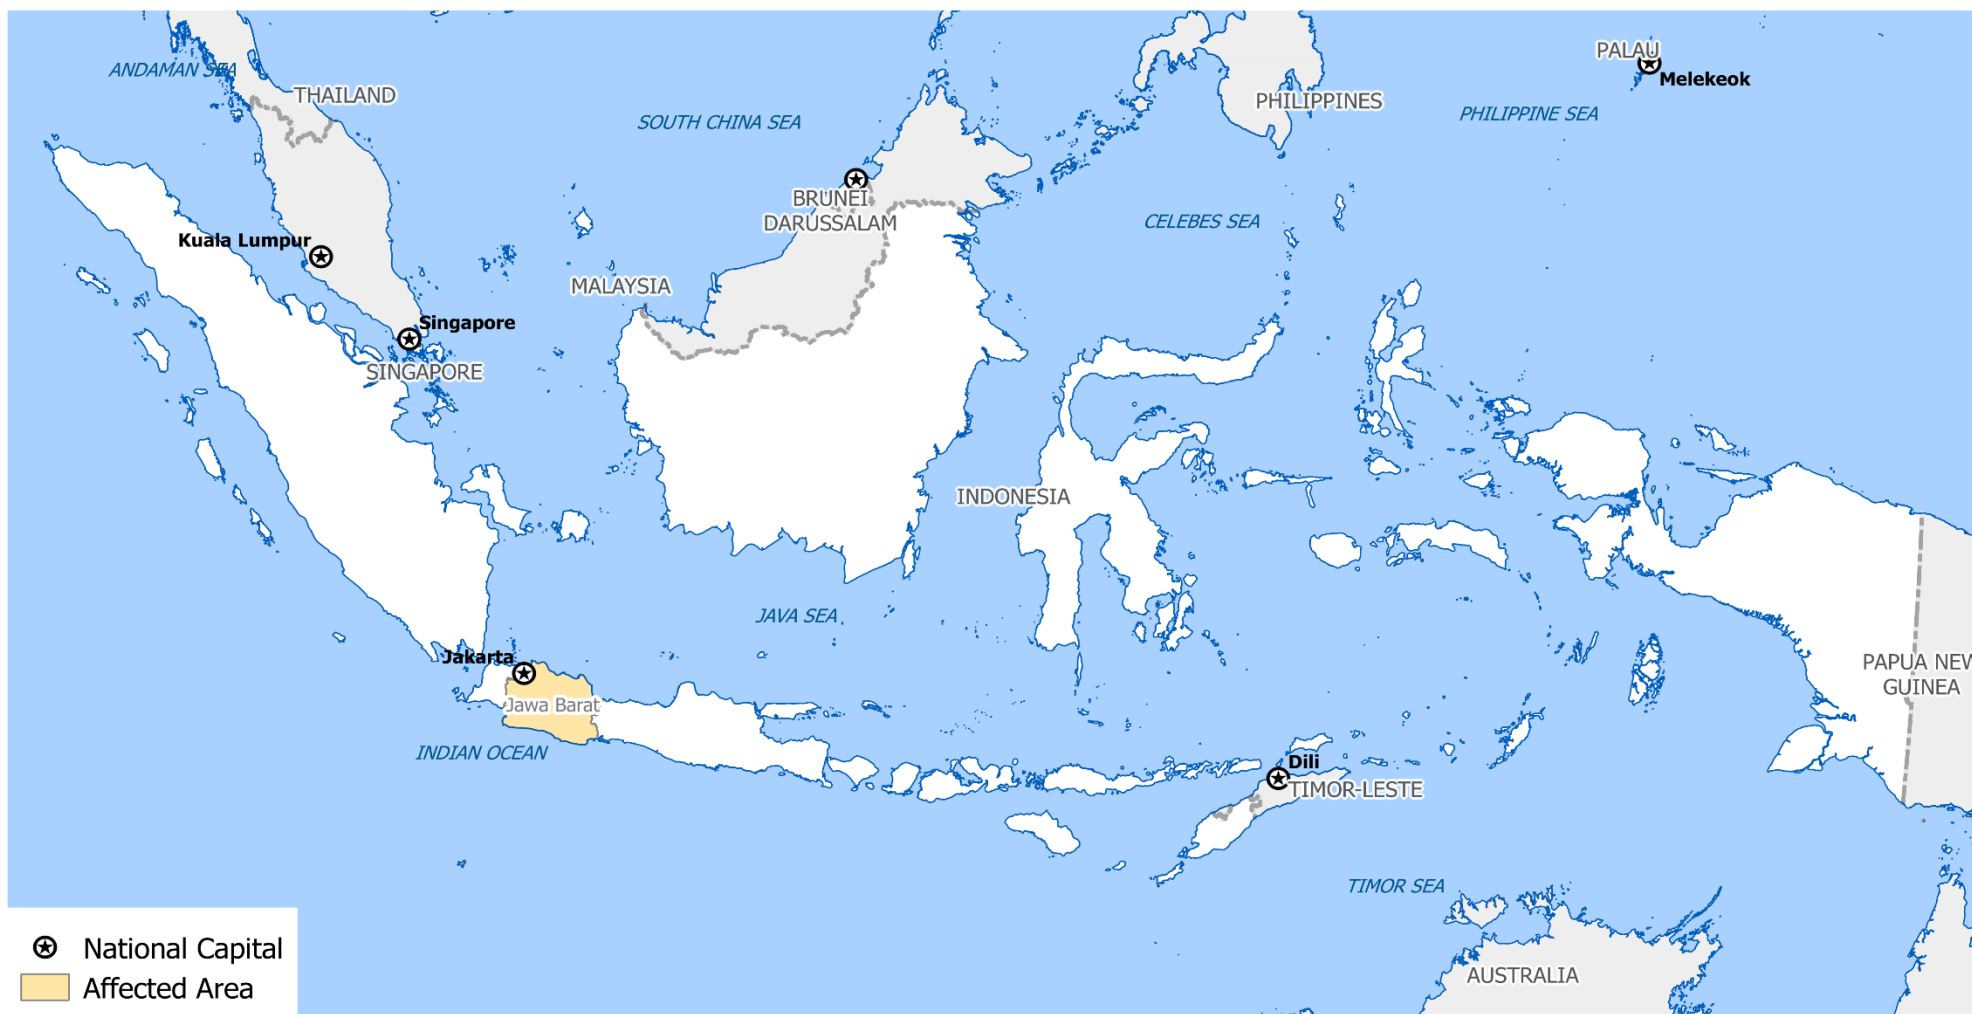 PALAU
Melekeok
ANDAMAN SEA
THAILAND
PHILIPPINES
PHILIPPINE SEA
SOUTH CHINA SEA
BRUNEI
DARUSSALAM
CELEBES SEA
Kuala Lumpur
MALAYSIA
Singapore
SINGAPORE
INDONESIA
JAVA SEA
Jakarta
Jawa Barat
PAPUA NEW
GUINEA
INDIAN OCEAN
Dili
TIMOR-LESTE
TIMOR SEA
AUSTRALIA
National Capital
Affected Area